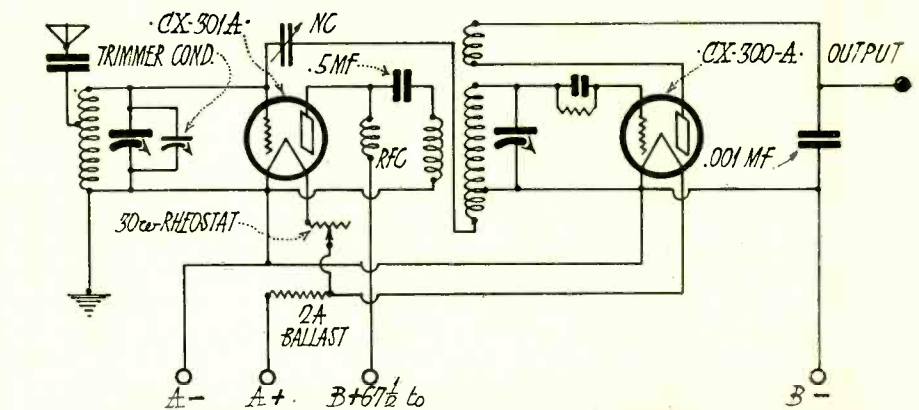 ·CX-301A·
NC
TRIMMER COND.
.5MF
·CX-300-A·
OUTPUT
RFC
.001 MF
30ω-RHEOSTAT
2A
BALLAST
A-
A+.
B+67½ to
B-